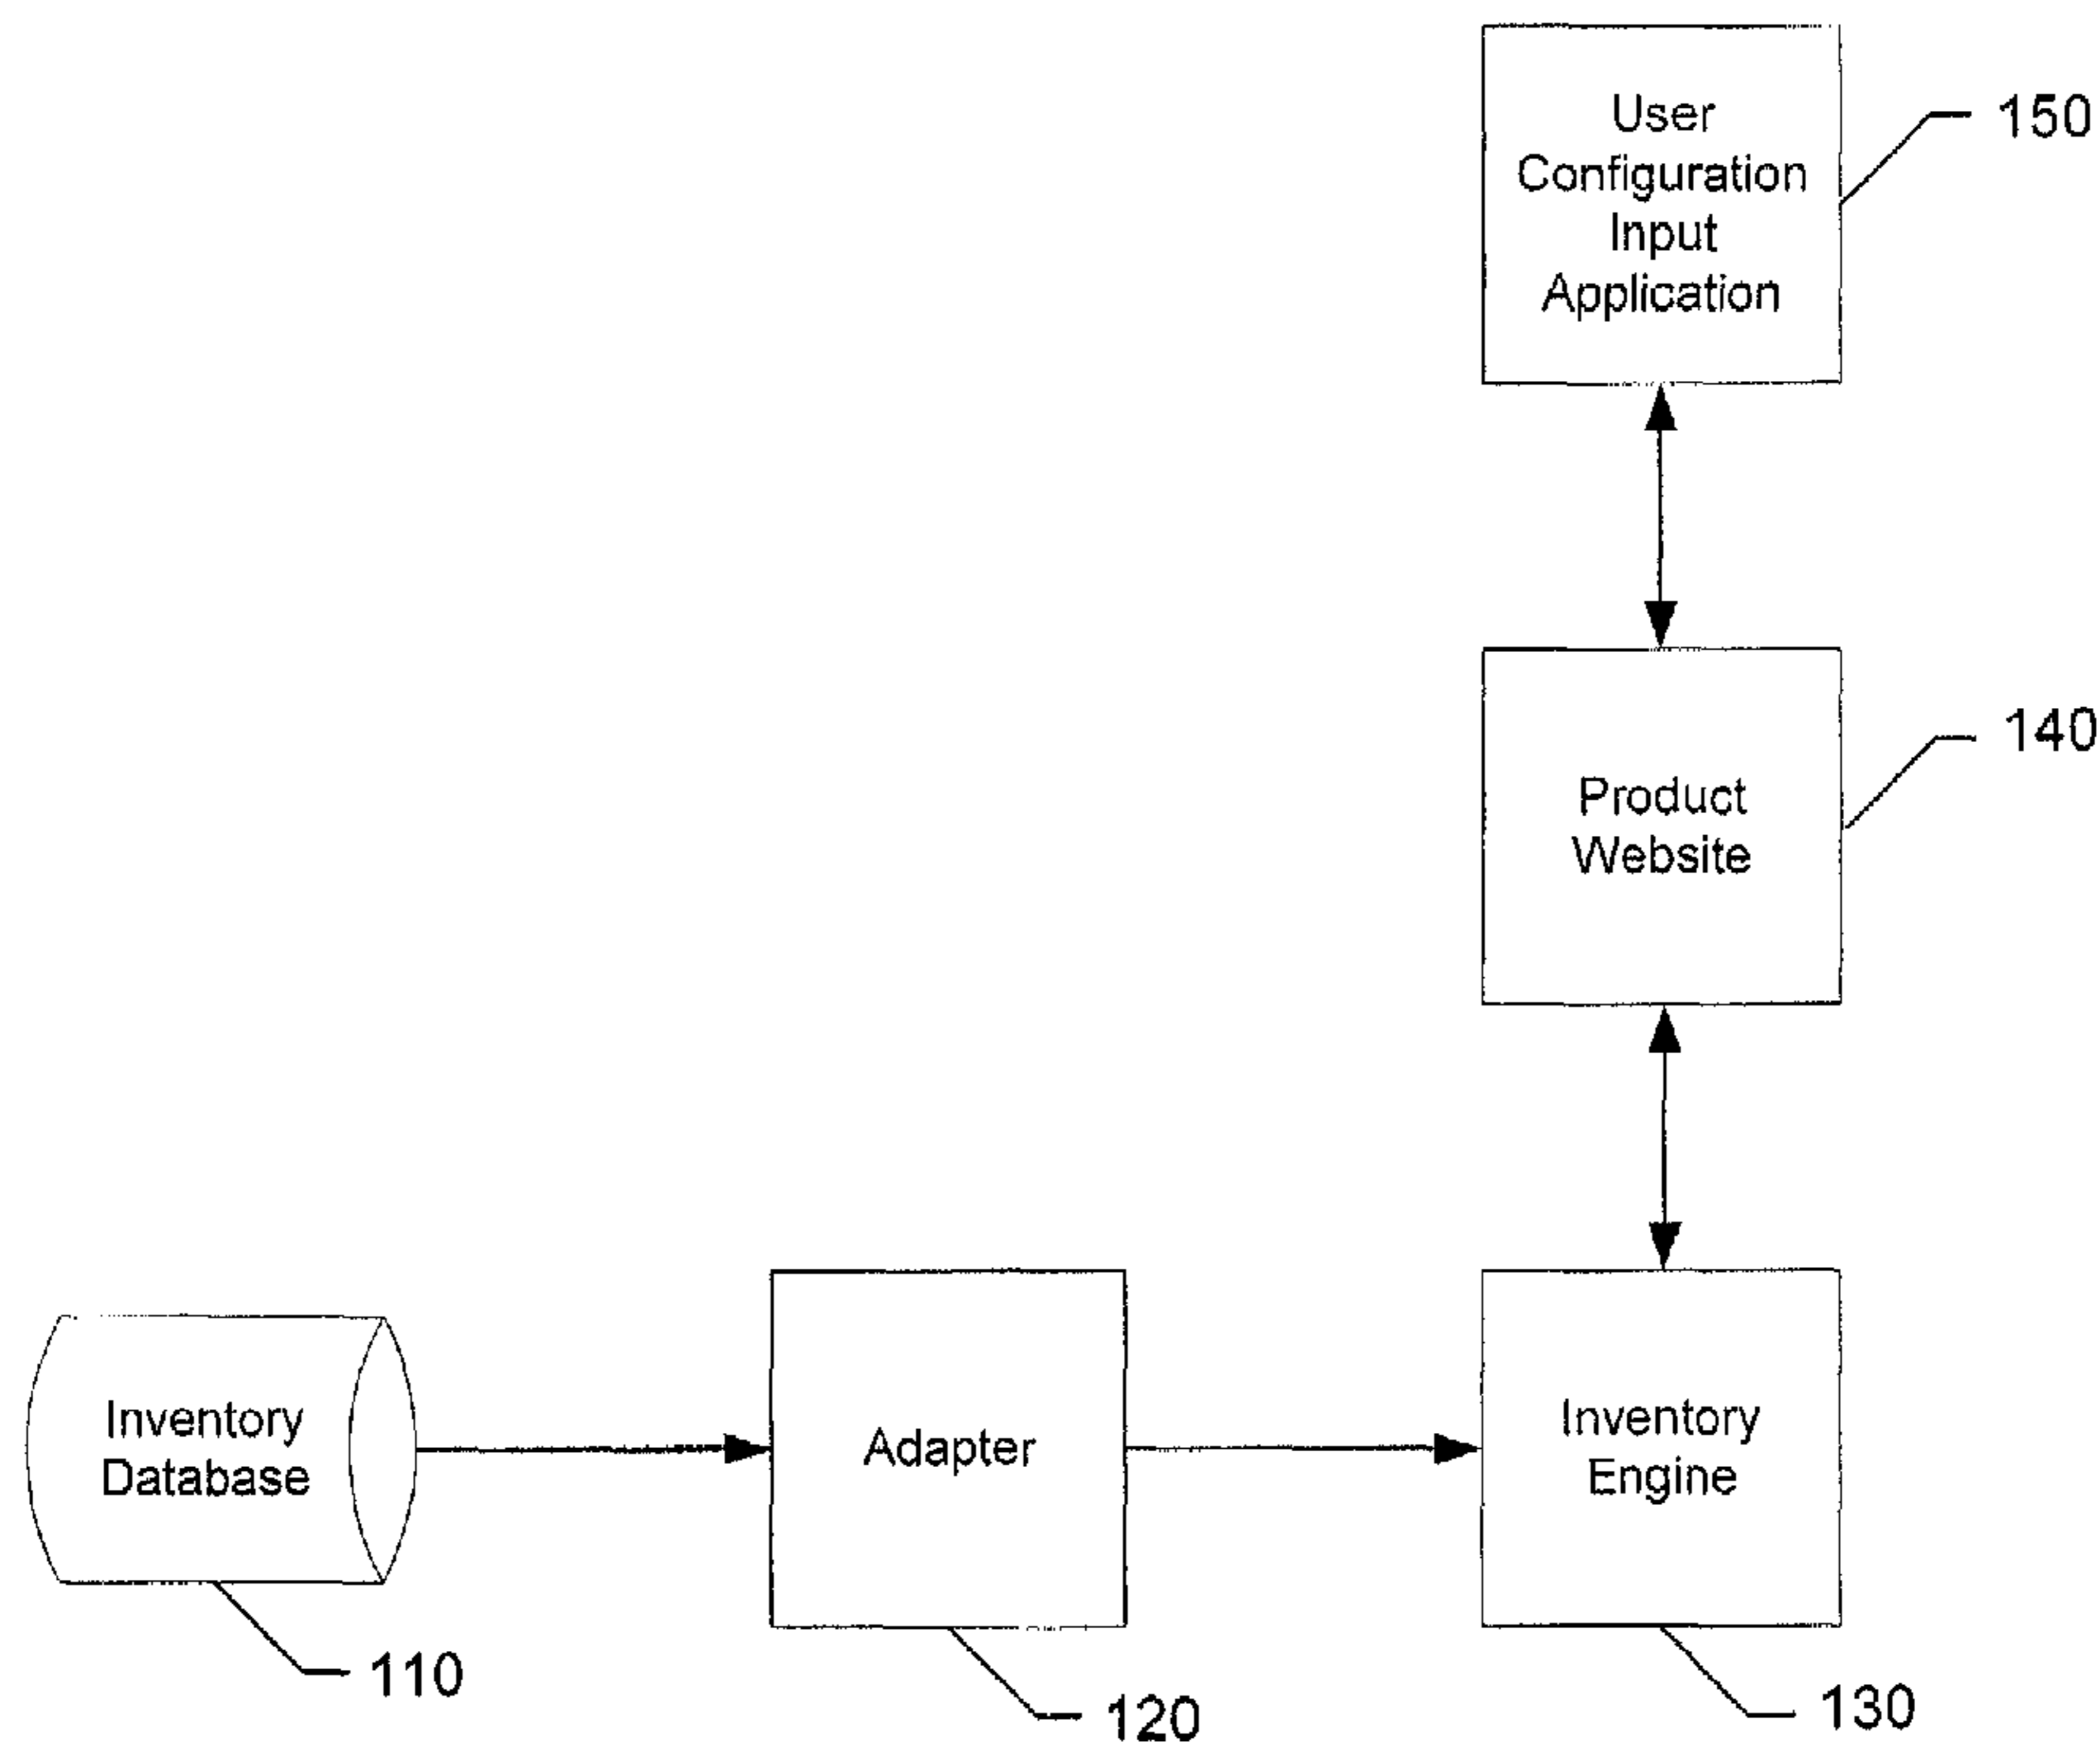 User
Configuration
Input
Application
150
Product
Website
140
Inventory
Database
Adapter
Inventory
Engine
110
120
130